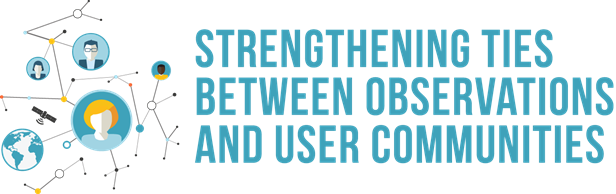 STRENGTHENING TIES
BETWEEN OBSERVATIONS
AND USER COMMUNITIES